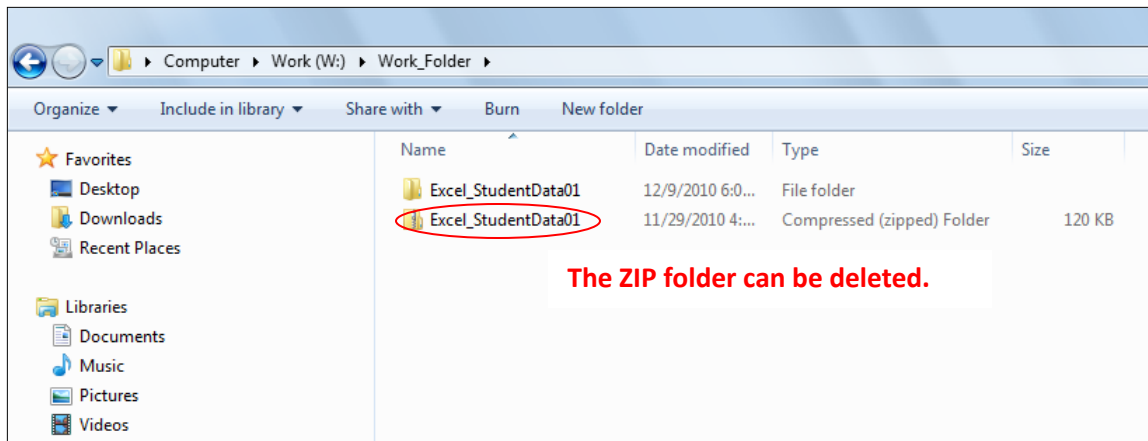 Computer Work (W:) Work_Folder
Organize Include in library Share with Burn New folder
Favorites
Desktop
Downloads
Recent Places
Libraries
Documents
Music
Pictures
Videos
Name Date modified Type Size
Excel_StudentData01 12/9/2010 6:0... File folder
Excel_StudentData01 11/29/2010 4:... Compressed (zipped) Folder 120 KB
The ZIP folder can be deleted.